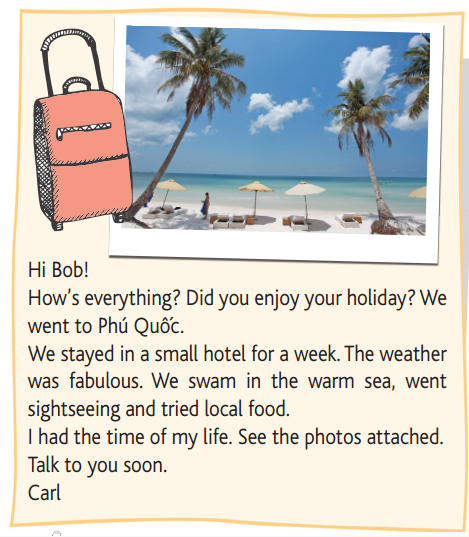 Hi Bob!
How's everything? Did you enjoy your holiday? We
went to Phú Quốc.
We stayed in a small hotel for a week. The weather
was fabulous. We swam in the warm sea, went
sightseeing and tried local food.
I had the time of my life. See the photos attached.
Talk to you soon.
Carl